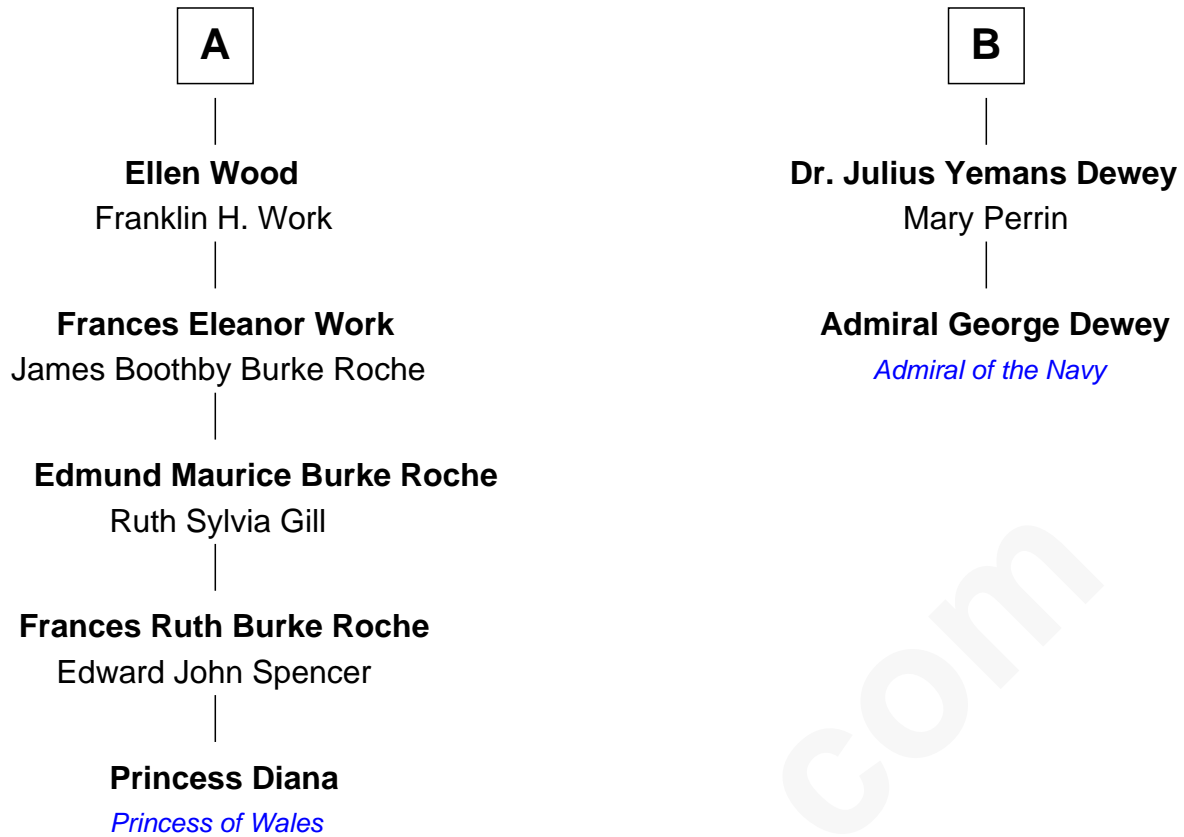 A
Ellen Wood
Franklin H. Work
Frances Eleanor Work
James Boothby Burke Roche
Edmund Maurice Burke Roche
Ruth Sylvia Gill
Frances Ruth Burke Roche
Edward John Spencer
Princess Diana
Princess of Wales
B
Dr. Julius Yemans Dewey
Mary Perrin
Admiral George Dewey
Admiral of the Navy
com